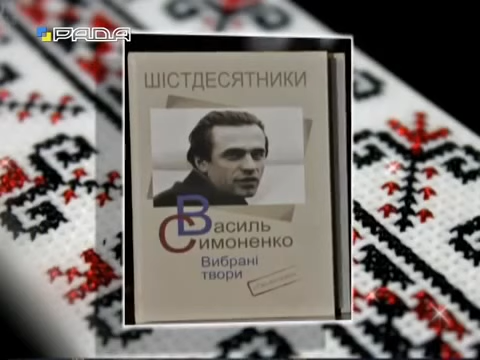 РАДА
ШІСТДЕСЯТНИКИ
Василь
Симоненко
Вибрані
твори